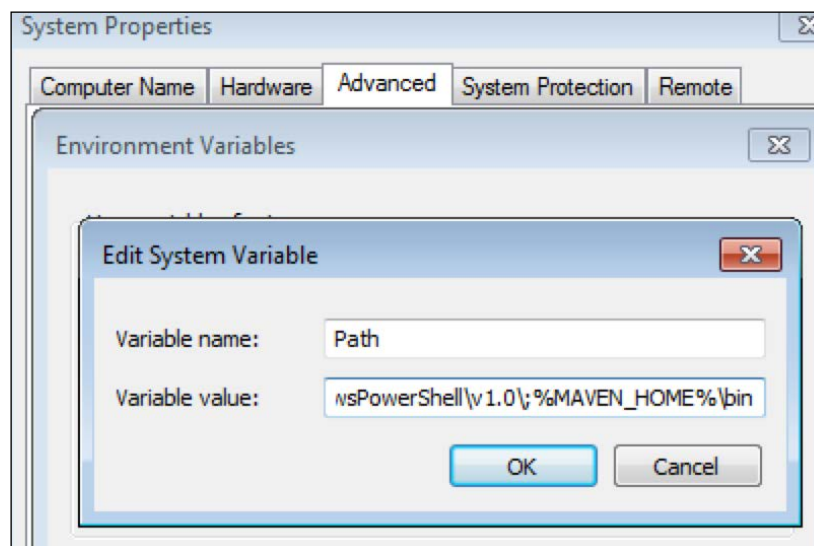 System Properties
Computer Name Hardware Advanced System Protection Remote
Environment Variables
Edit System Variable
Variable name: Path
Variable value: wsPowerShell\v1.0\;%MAVEN_HOME%\bin
OK Cancel